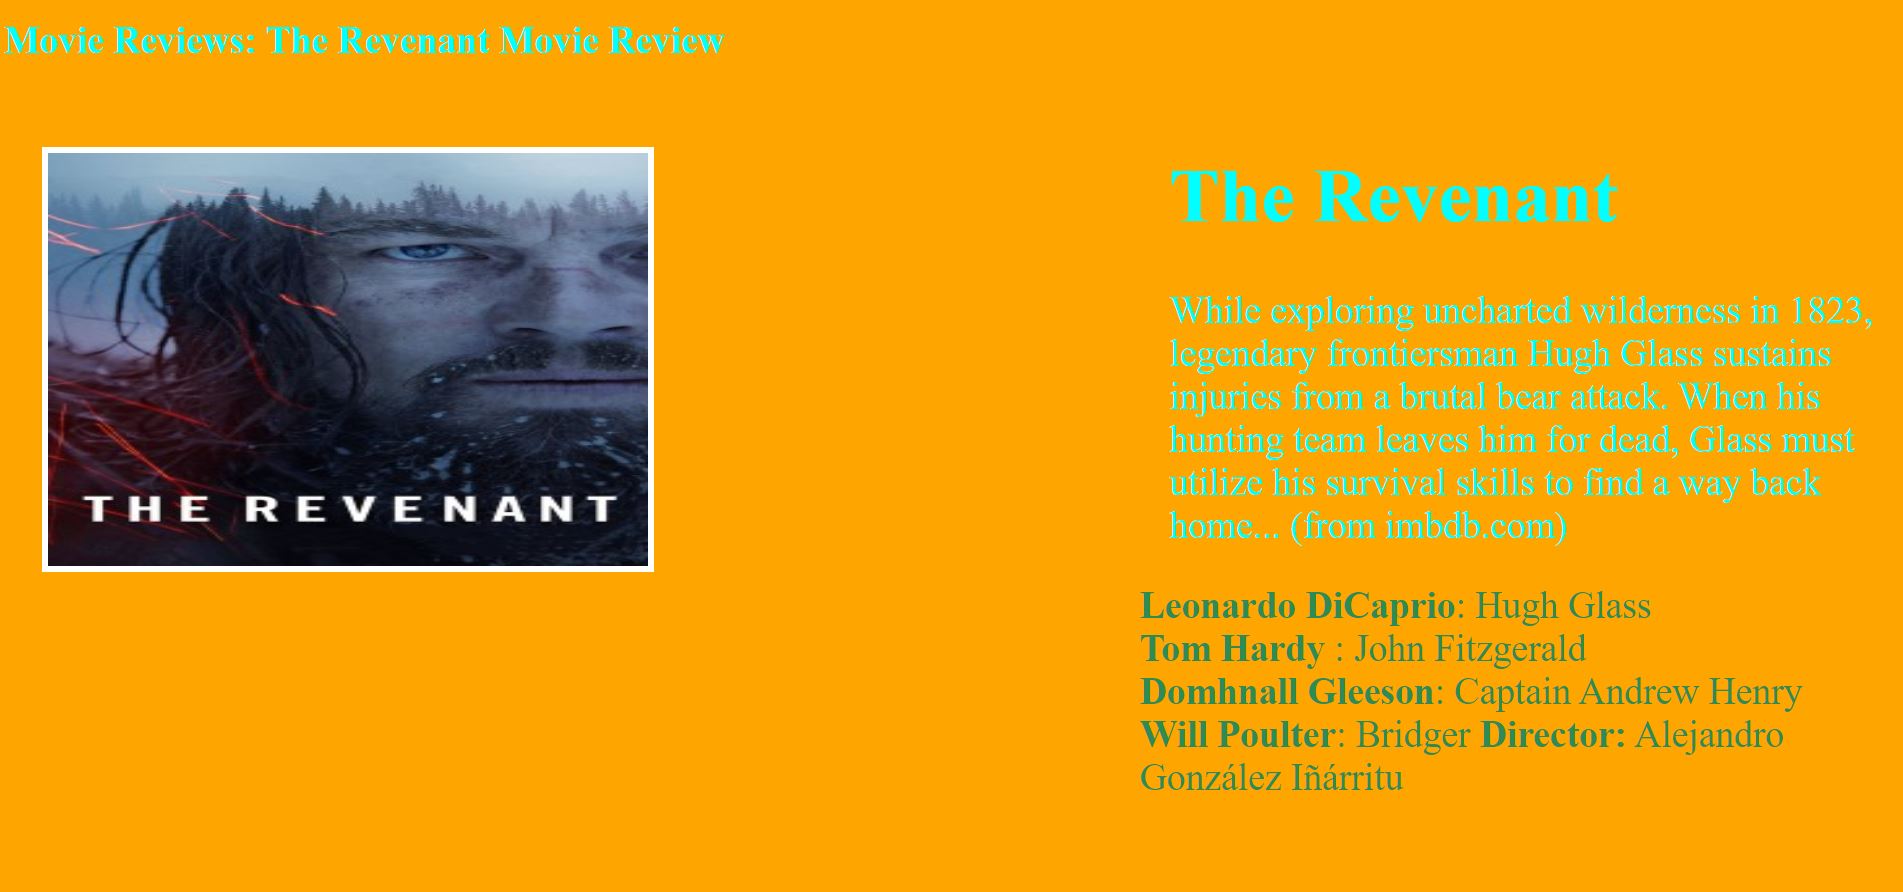 Movie Reviews: The Revenant Movie Review
THE REVENANT
The Revenant
While exploring uncharted wilderness in 1823,
legendary frontiersman Hugh Glass sustains
injuries from a brutal bear attack. When his
hunting team leaves him for dead, Glass must
utilize his survival skills to find a way back
home... (from imbdb.com)
Leonardo DiCaprio: Hugh Glass
Tom Hardy : John Fitzgerald
Domhnall Gleeson: Captain Andrew Henry
Will Poulter: Bridger Director: Alejandro
González Iñárritu